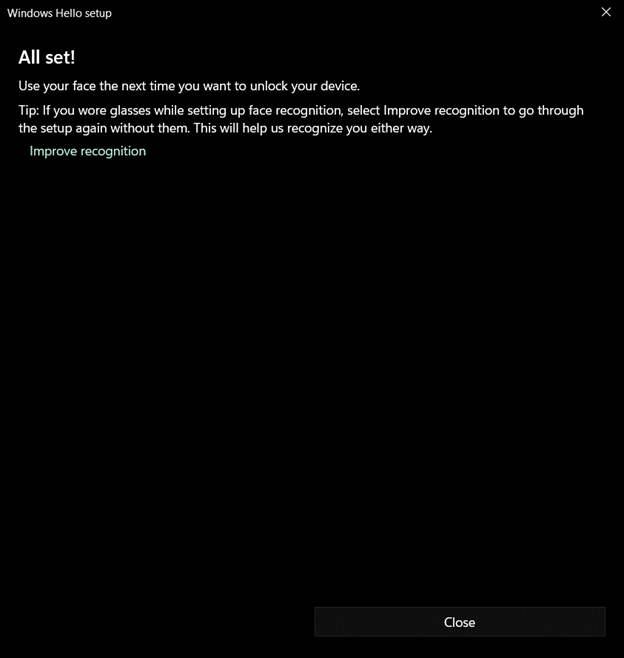 Windows Hello setup
All set!
Use your face the next time you want to unlock your device.
Tip: If you wore glasses while setting up face recognition, select Improve recognition to go through
the setup again without them. This will help us recognize you either way.
Improve recognition
Close